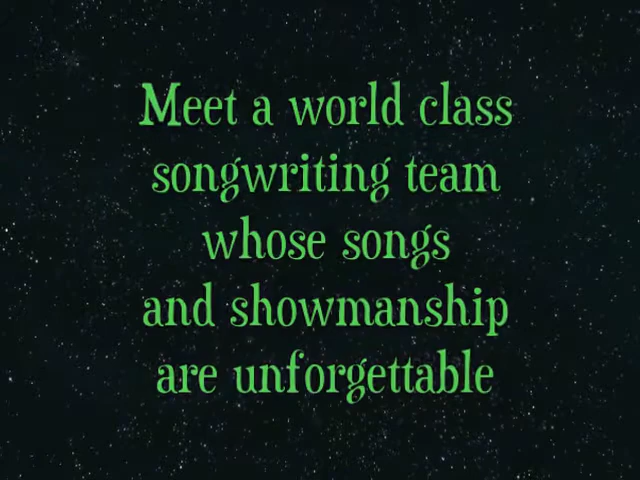 Meet a world class
songwriting team
whose songs
and showmanship
are unforgettable